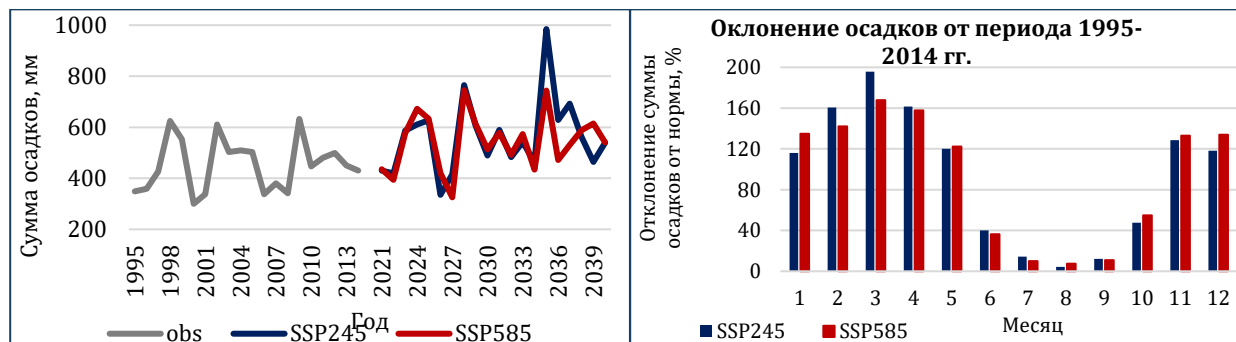 Сумма осадков, мм
1000
800
600
400
200
1995
1998
2001
2004
2007
2010
2013
2021
2024
2027
2030
2033
2036
2039
Год
obs
SSP245
SSP585
Оклонение осадков от периода 1995-
2014 гг.
Отклонение суммы
осадков от нормы, %
200
160
120
80
40
0
1 2 3 4 5 6 7 8 9 10 11 12
Месяц
SSP245
SSP585